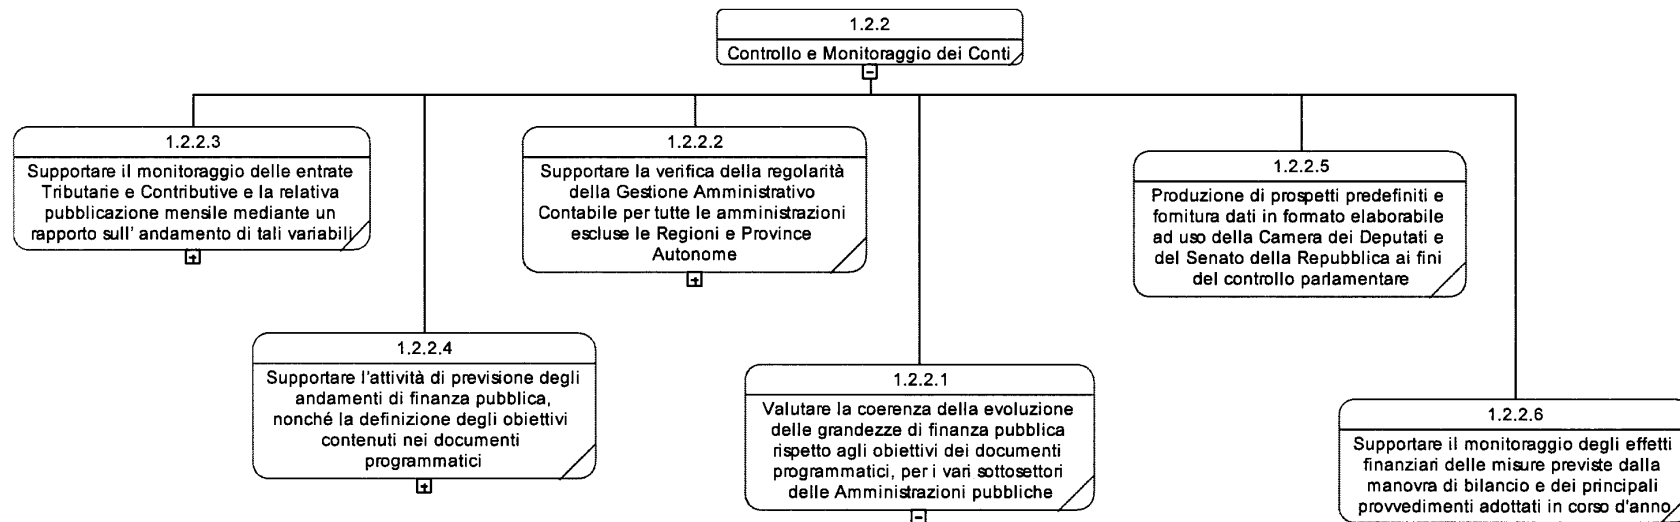 1.2.2
Controllo e Monitoraggio dei Conti
1.2.2.3
Supportare il monitoraggio delle entrate
Tributarie e Contributive e la relativa
pubblicazione mensile mediante un
rapporto sull' andamento di tali variabili
1.2.2.2
Supportare la verifica della regolarità
della Gestione Amministrativo
Contabile per tutte le amministrazioni
escluse le Regioni e Province
Autonome
1.2.2.5
Produzione di prospetti predefiniti e
fornitura dati in formato elaborabile
ad uso della Camera dei Deputati e
del Senato della Repubblica ai fini
del controllo parlamentare
1.2.2.4
Supportare l'attività di previsione degli
andamenti di finanza pubblica,
nonché la definizione degli obiettivi
contenuti nei documenti
programmatici
1.2.2.1
Valutare la coerenza della evoluzione
delle grandezze di finanza pubblica
rispetto agli obiettivi dei documenti
programmatici, per i vari sottosettori
delle Amministrazioni pubbliche
1.2.2.6
Supportare il monitoraggio degli effetti
finanziari delle misure previste dalla
manovra di bilancio e dei principali
provvedimenti adottati in corso d'anno